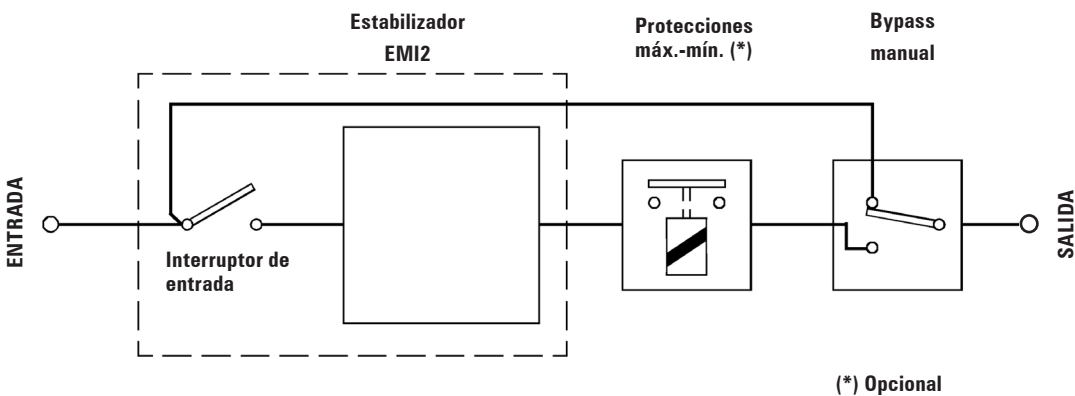 Estabilizador
EMI2
Protecciones
máx.-mín. (*)
Bypass
manual
ENTRADA
Interruptor de
entrada
SALIDA
(*) Opcional